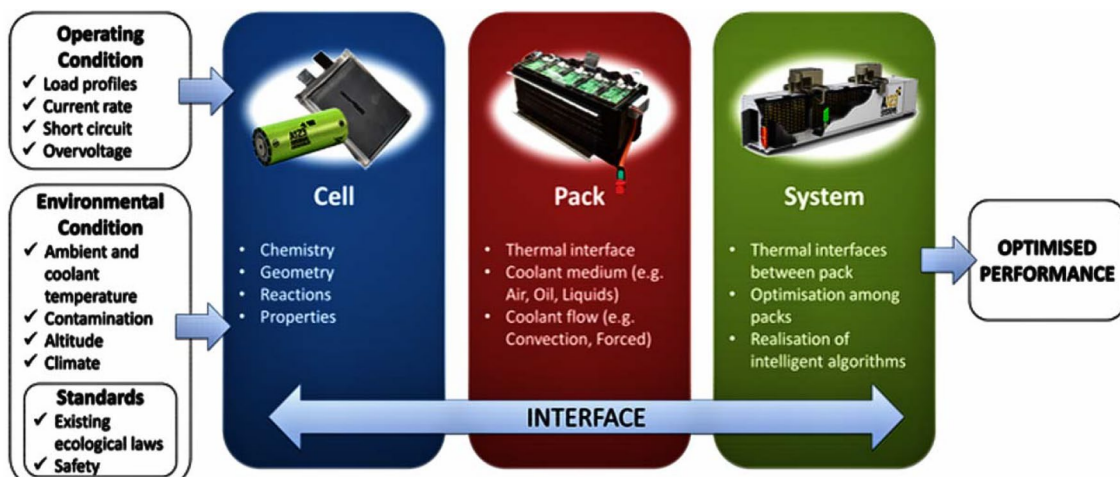 Operating
Condition
✓ Load profiles
✓ Current rate
✓ Short circuit
✓ Overvoltage
Environmental
Condition
✓ Ambient and
coolant
temperature
✓ Contamination
✓ Altitude
✓ Climate
Standards
✓ Existing
ecological laws
✓ Safety
A123
Cell
• Chemistry
• Geometry
• Reactions
• Properties
Pack
• Thermal interface
• Coolant medium (e.g.
Air, Oil, Liquids)
• Coolant flow (e.g.
Convection, Forced)
System
• Thermal interfaces
between pack
• Optimisation among
packs
• Realisation of
intelligent algorithms
INTERFACE
OPTIMISED
PERFORMANCE